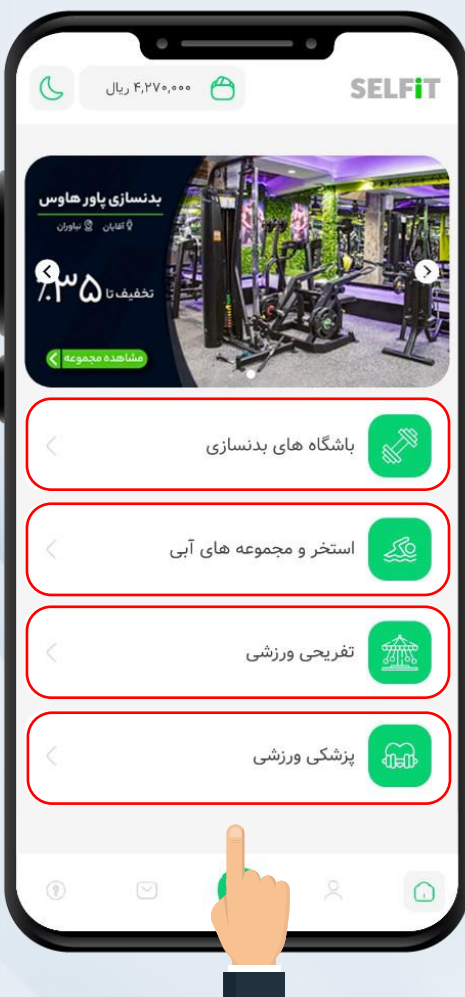 SELFiT
۴,۲۷۰,۰۰۰ ریال
بدنسازی پاور هاوس
آقایان نیاوران
تخفیف تا ۳۵٪
مشاهده مجموعه
باشگاه های بدنسازی
استخر و مجموعه های آبی
تفریحی ورزشی
پزشکی ورزشی